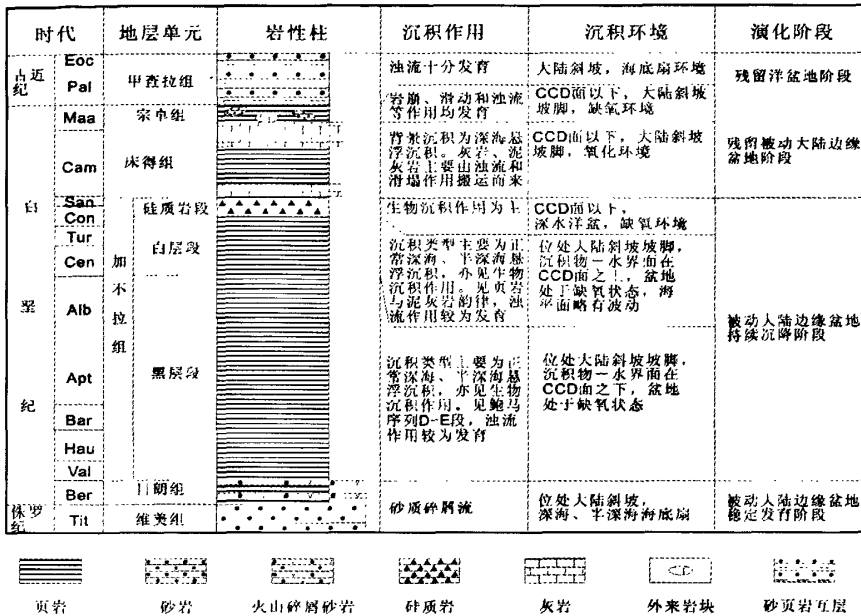 时代 地层单元 岩性柱 沉积作用 沉积环境 演化阶段
古近纪
Eoc
Pal
甲查拉组
浊流十分发育
大陆斜坡，海底扇环境
残留洋盆地阶段
岩崩、滑动和浊流
等作用均发育
CCD面以下，大陆斜坡
坡脚，缺氧环境
白
垩
纪
Maa
宗卓组
Cam
床得组
背景沉积为深海悬
浮沉积。灰岩、泥
灰岩主要由浊流和
滑塌作用搬运而来
CCD面以下，大陆斜坡
坡脚，氧化环境
残留被动大陆边缘
盆地阶段
San
Con
加
不
拉
组
硅质岩段
生物沉积作用为主
CCD面以下，
深水洋盆，缺氧环境
Tur
Cen
白层段
沉积类型主要为正
常深海、半深海悬
浮沉积，亦见生物
沉积作用。见页岩
与泥灰岩韵律，浊
流作用较为发育
位处大陆斜坡坡脚，
沉积物－水界面在
CCD面之上，盆地
处于缺氧状态，海
平面略有波动
被动大陆边缘盆地
持续沉降阶段
Alb
Apt
Bar
Hau
Val
黑层段
沉积类型主要为正
常深海、半深海悬
浮沉积，亦见生物
沉积作用。见鲍马
序列D-E段，浊流
作用较为发育
位处大陆斜坡坡脚，
沉积物－水界面在
CCD面之下，盆地
处于缺氧状态
Ber
日朗组
侏罗
纪
Tit
维美组
砂质碎屑流
位处大陆斜坡，
深海、半深海海底扇
被动大陆边缘盆地
稳定发育阶段
页岩 砂岩 火山碎屑砂岩 硅质岩 灰岩 外来岩块 砂页岩互层